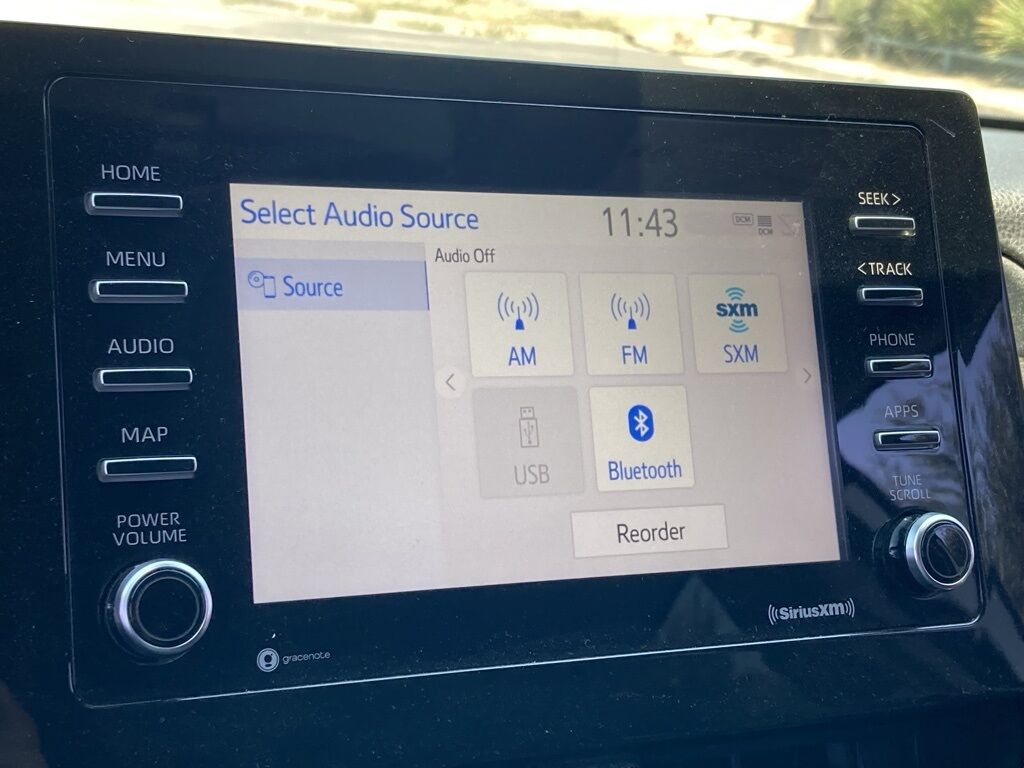 HOME
MENU
AUDIO
MAP
POWER
VOLUME
Select Audio Source
11:43
DCM
DCM
Source
Audio Off
AM
FM
sxm
SXM
USB
Bluetooth
Reorder
SEEK >
< TRACK
PHONE
APPS
TUNE
SCROLL
gracenote
SiriusXM